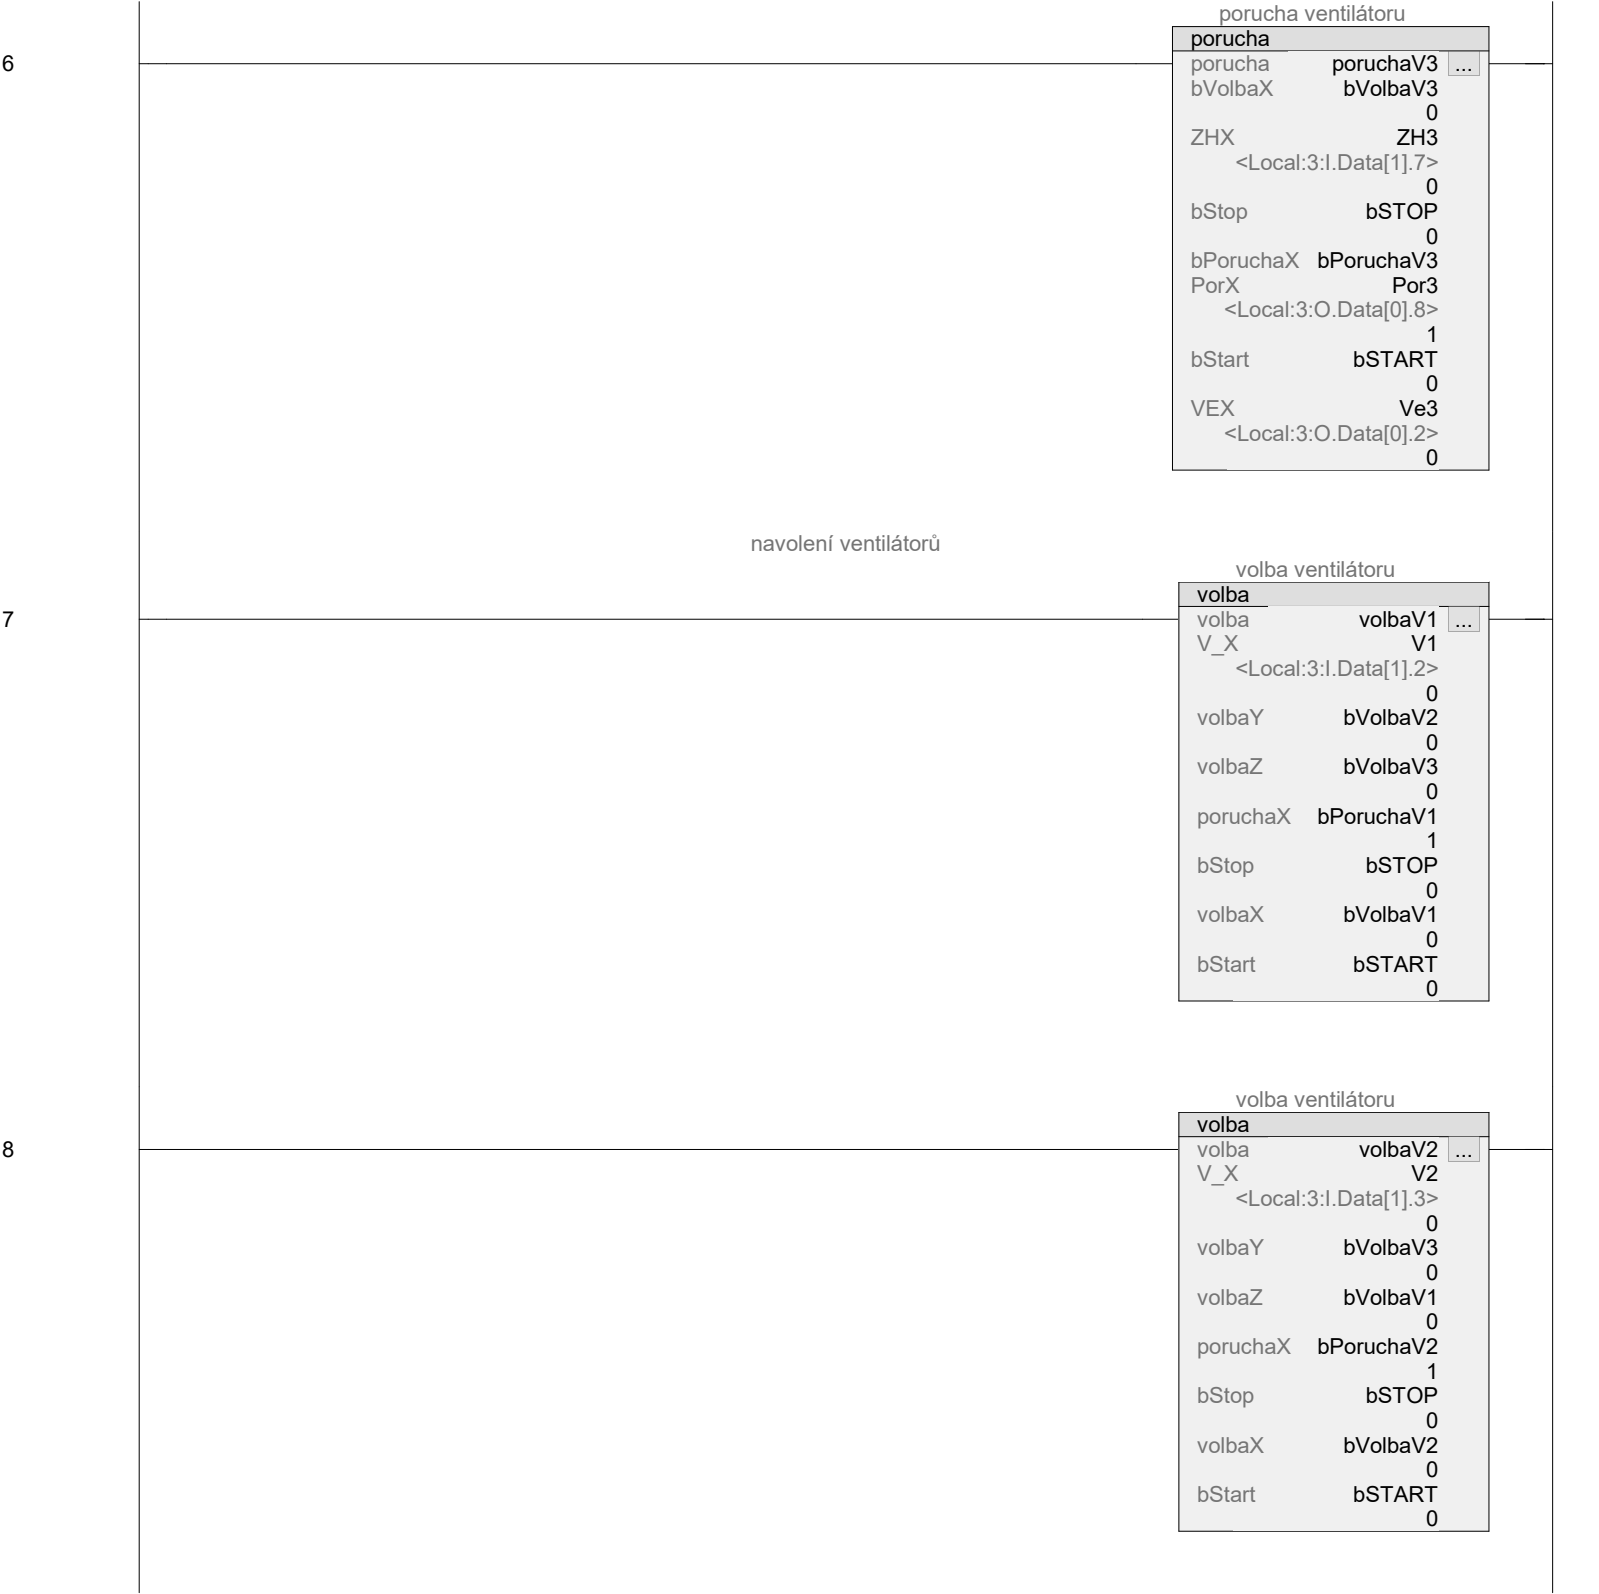 porucha ventilátoru
porucha
6
porucha poruchaV3 ...
bVolbaX bVolbaV3
0
ZHX ZH3
<Local:3:I.Data[1].7>
0
bStop bSTOP
0
bPoruchaX bPoruchaV3
PorX Por3
<Local:3:O.Data[0].8>
1
bStart bSTART
0
VEX Ve3
<Local:3:O.Data[0].2>
0
navolení ventilátorů
volba ventilátoru
volba
7
volba volbaV1 ...
V_X V1
<Local:3:I.Data[1].2>
0
volbaY bVolbaV2
0
volbaZ bVolbaV3
0
poruchaX bPoruchaV1
1
bStop bSTOP
0
volbaX bVolbaV1
0
bStart bSTART
0
volba ventilátoru
volba
8
volba volbaV2 ...
V_X V2
<Local:3:I.Data[1].3>
0
volbaY bVolbaV3
0
volbaZ bVolbaV1
0
poruchaX bPoruchaV2
1
bStop bSTOP
0
volbaX bVolbaV2
0
bStart bSTART
0